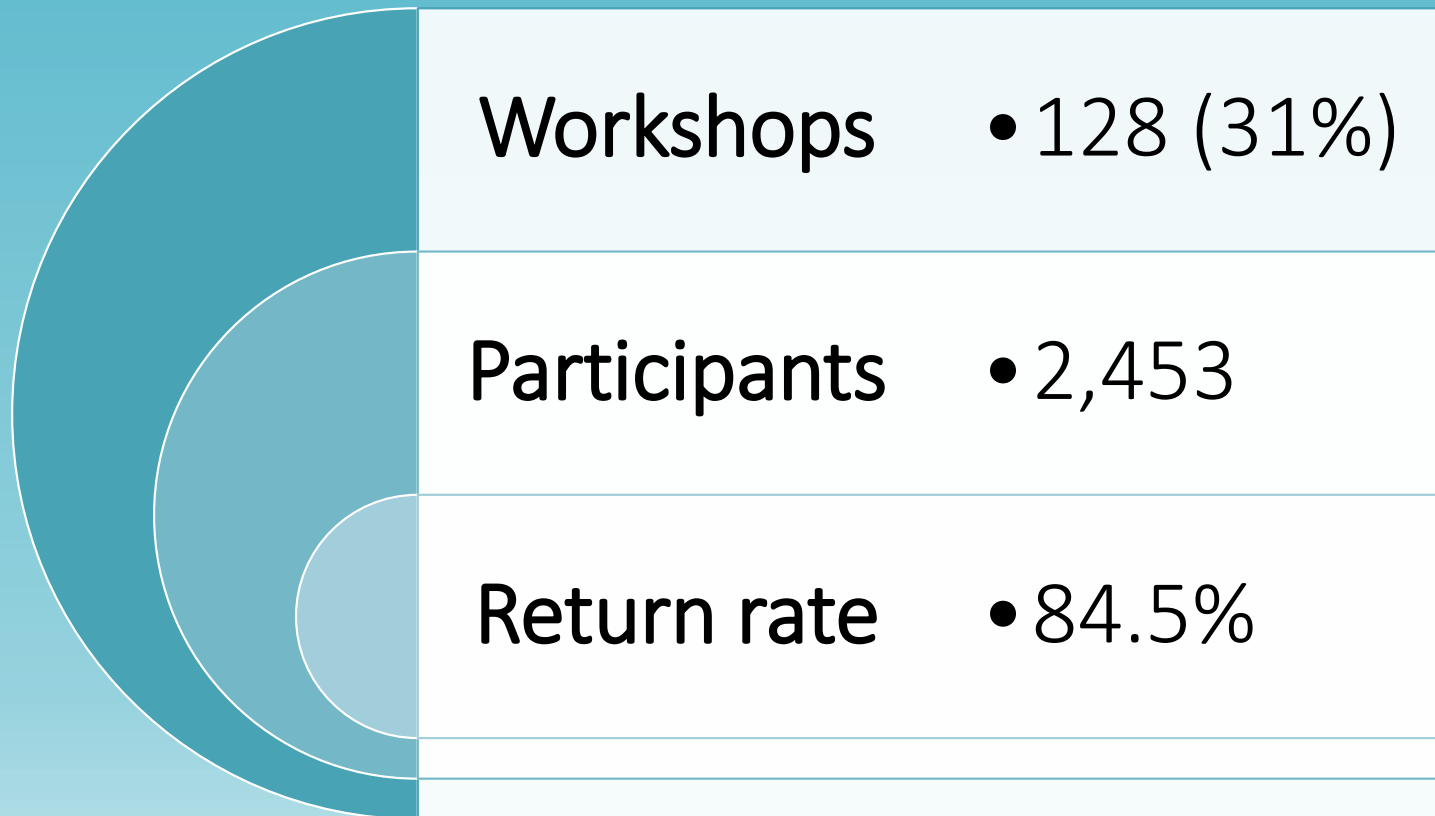 Workshops •128 (31%)
Participants •2,453
Return rate •84.5%